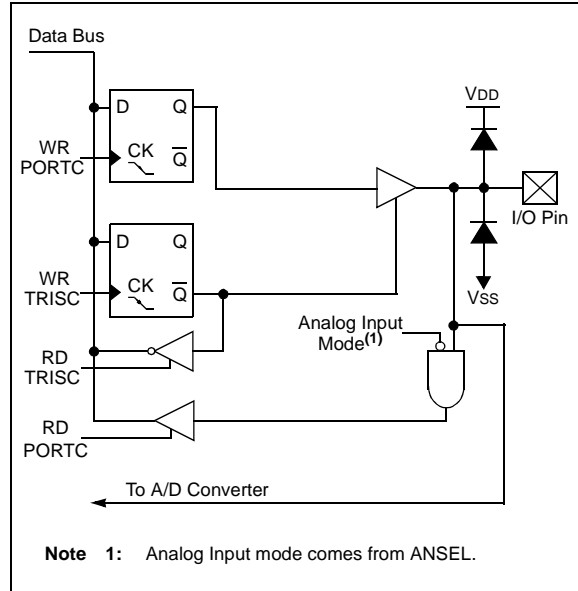 Data Bus
D Q
VDD
WR
PORTC
CK
Q
I/O Pin
D Q
WR
TRISC
CK
Q
VSS
Analog Input
Mode(1)
RD
TRISC
RD
PORTC
To A/D Converter
Note 1: Analog Input mode comes from ANSEL.